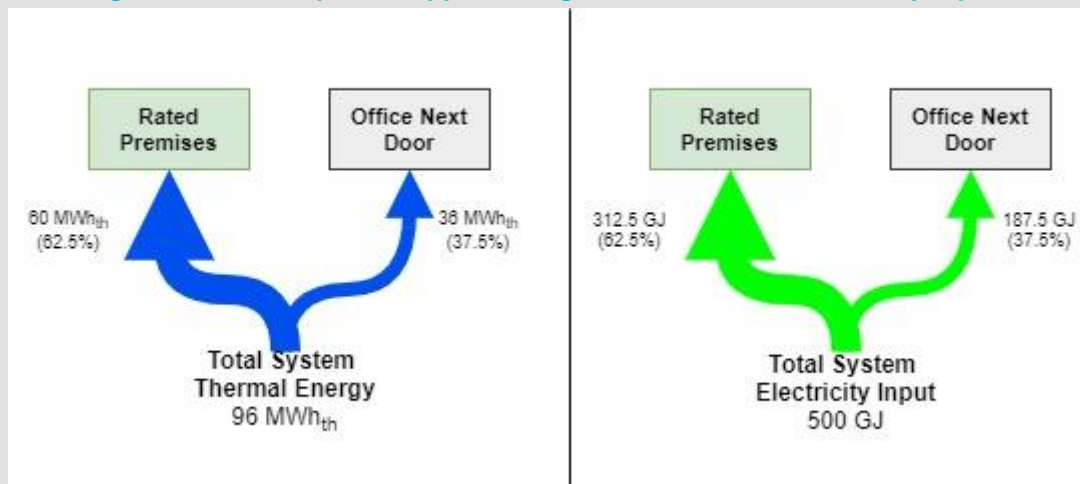 Rated
Premises
Office Next
Door
60 MWhth
(62.5%)
36 MWhth
(37.5%)
Total System
Thermal Energy
96 MWhth
Rated
Premises
Office Next
Door
312.5 GJ
(62.5%)
187.5 GJ
(37.5%)
Total System
Electricity Input
500 GJ